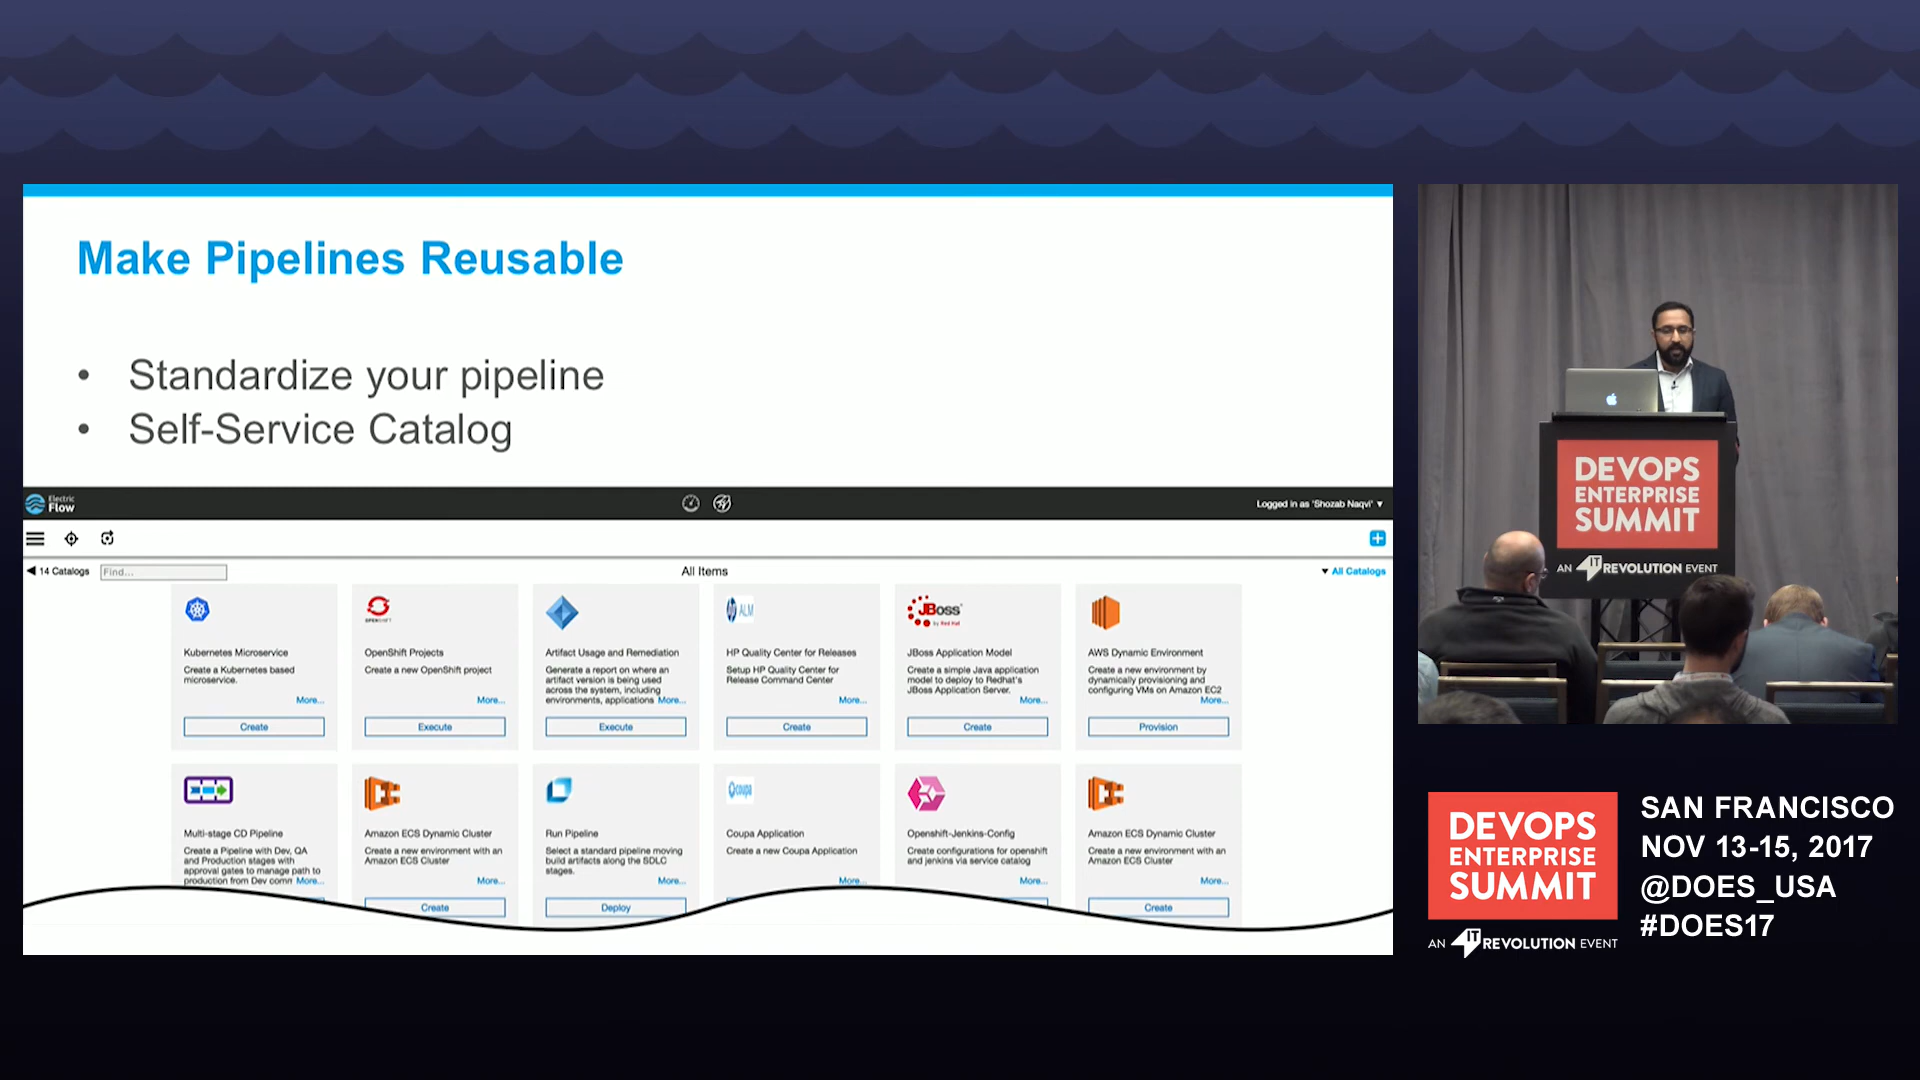 Make Pipelines Reusable
• Standardize your pipeline
• Self-Service Catalog
Electric
Flow
Logged in as 'Shozab Naqvi'
14 Catalogs
Find...
All Items
All Catalogs
Kubernetes Microservice
Create a Kubernetes based
microservice.
More...
Create
OPENSHIFT
OpenShift Projects
Create a new OpenShift project
More...
Execute
Artifact Usage and Remediation
Generate a report on where an
artifact version is being used
across the system, including
environments, applications More...
Execute
ALM
HP Quality Center for Releases
Setup HP Quality Center for
Release Command Center
More...
Create
JBoss
by Red Hat
JBoss Application Model
Create a simple Java application
model to deploy to Redhat's
JBoss Application Server.
More...
Create
AWS Dynamic Environment
Create a new environment by
dynamically provisioning and
configuring VMs on Amazon EC2
More...
Provision
Multi-stage CD Pipeline
Create a Pipeline with Dev, QA
and Production stages with
approval gates to manage path to
production from Dev comm More...
Amazon ECS Dynamic Cluster
Create a new environment with an
Amazon ECS Cluster
More...
Create
Run Pipeline
Select a standard pipeline moving
build artifacts along the SDLC
stages.
More...
Deploy
coupa
Coupa Application
Create a new Coupa Application
More...
Openshift-Jenkins-Config
Create configurations for openshift
and jenkins via service catalog
More...
Amazon ECS Dynamic Cluster
Create a new environment with an
Amazon ECS Cluster
More...
Create
DEVOPS
ENTERPRISE
SUMMIT
AN IT REVOLUTION EVENT
DEVOPS
ENTERPRISE
SUMMIT
AN IT REVOLUTION EVENT
SAN FRANCISCO
NOV 13-15, 2017
@DOES_USA
#DOES17